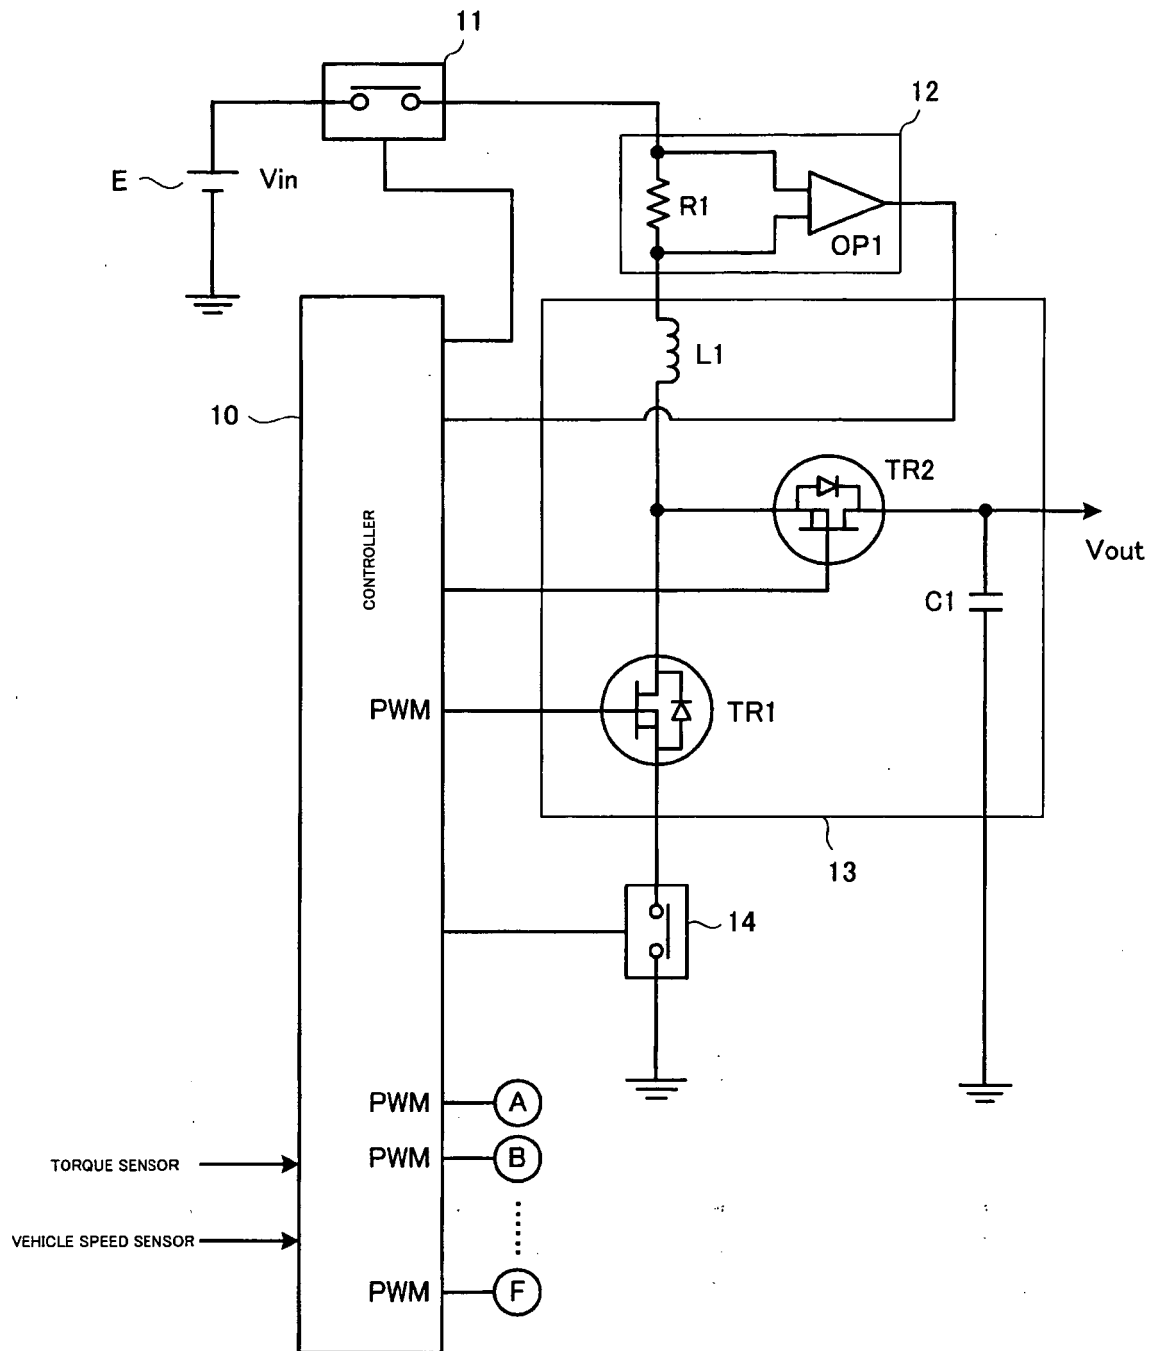 11
12
E
Vin
R1
OP1
L1
10
TR2
CONTROLLER
Vout
C1
PWM
TR1
13
14
PWM
A
TORQUE SENSOR
PWM
B
VEHICLE SPEED SENSOR
PWM
F